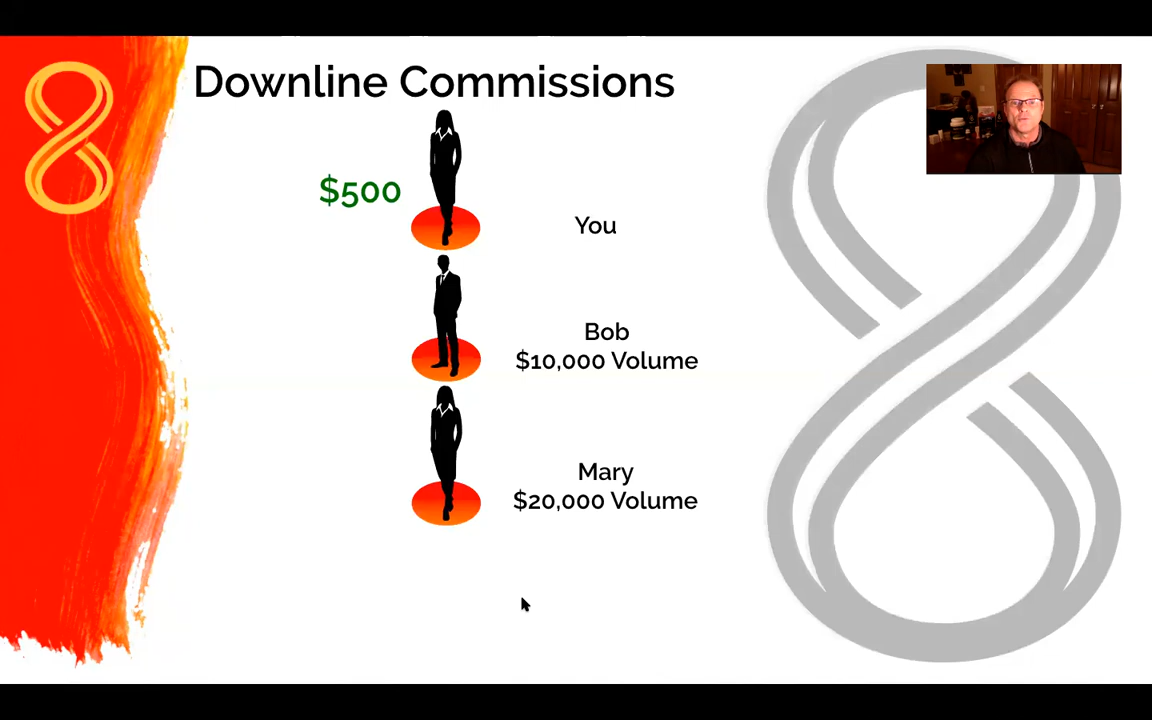 Downline Commissions
$500
You
Bob
$10,000 Volume
Mary
$20,000 Volume